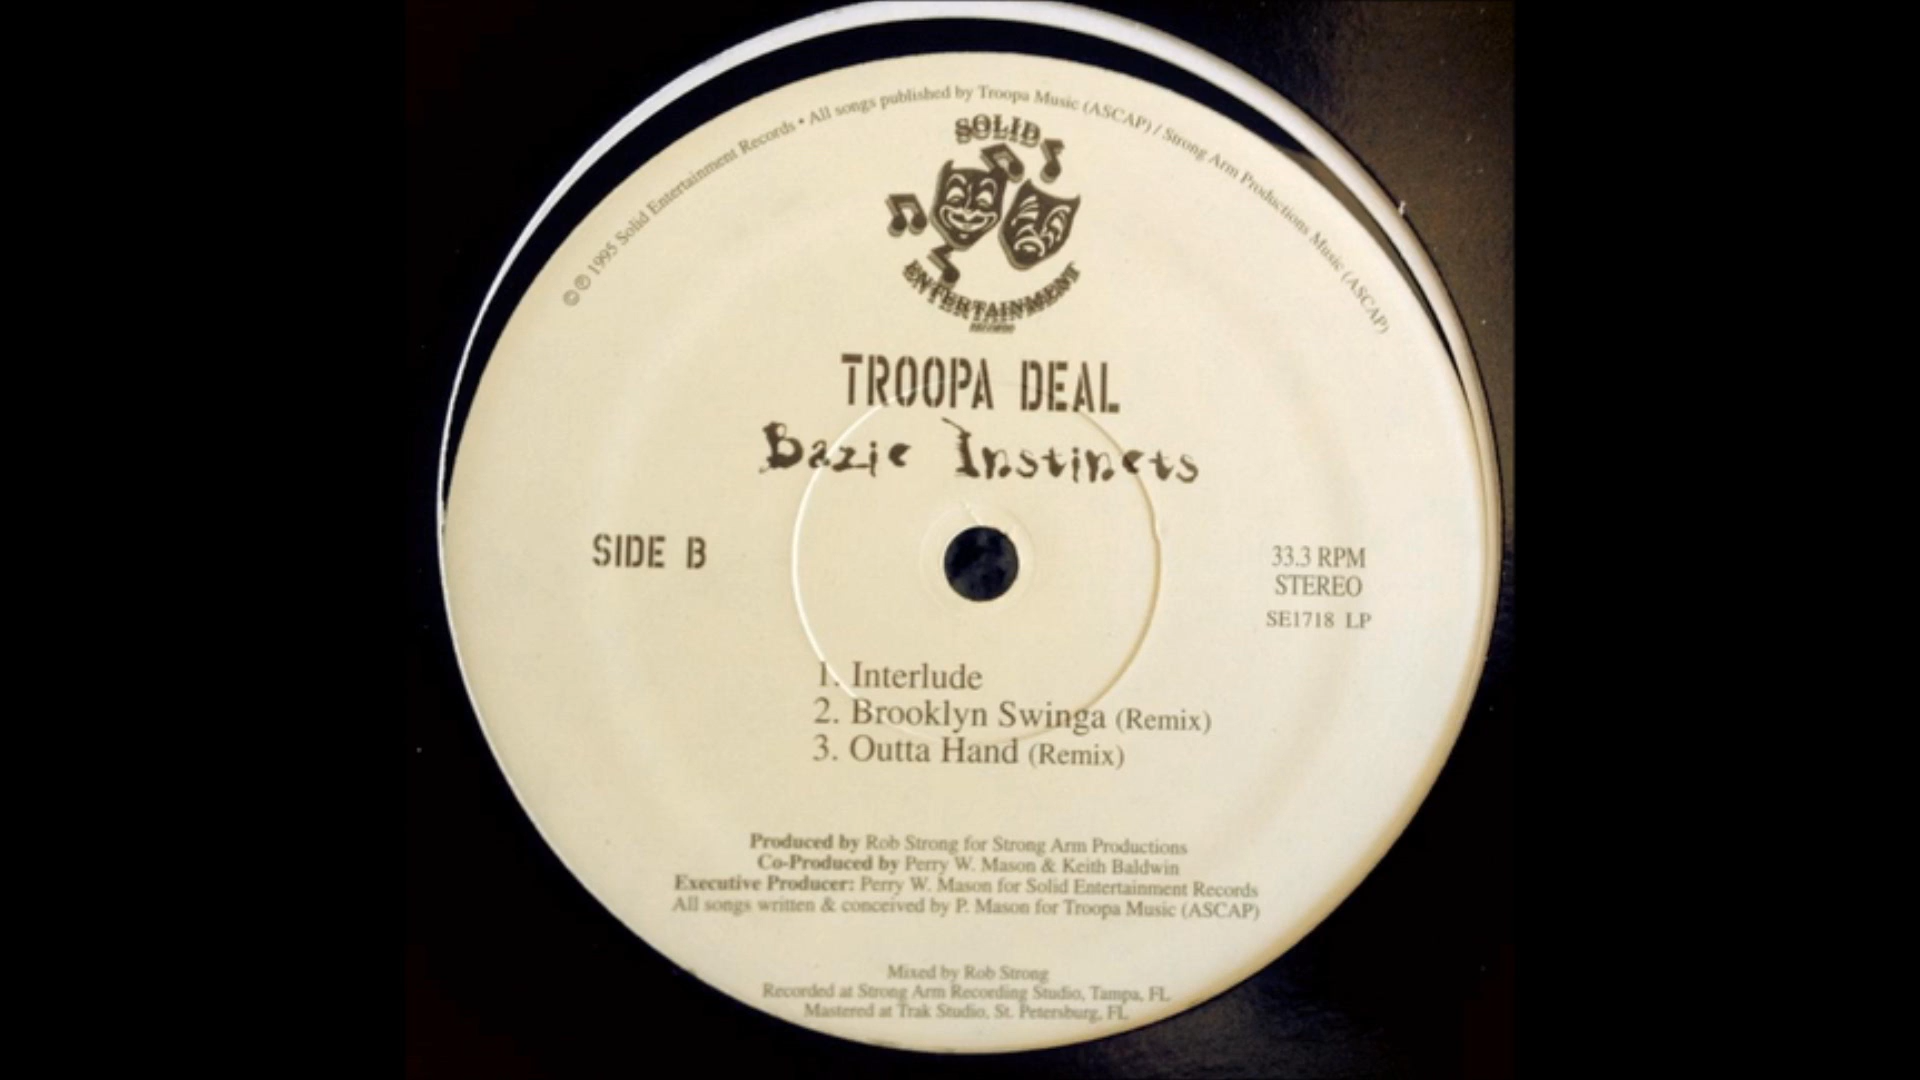 ©℗ 1995 Solid Entertainment Records • All songs published by Troopa Music (ASCAP) / Strong Arm Productions Music (ASCAP)
SOLID
ENTERTAINMENT
RECORDS
TROOPA DEAL
Bazic Instincts
SIDE B
33.3 RPM
STEREO
SE1718 LP
1. Interlude
2. Brooklyn Swinga (Remix)
3. Outta Hand (Remix)
Produced by Rob Strong for Strong Arm Productions
Co-Produced by Perry W. Mason & Keith Baldwin
Executive Producer: Perry W. Mason for Solid Entertainment Records
All songs written & conceived by P. Mason for Troopa Music (ASCAP)
Mixed by Rob Strong
Recorded at Strong Arm Recording Studio, Tampa, FL
Mastered at Trak Studio, St. Petersburg, FL